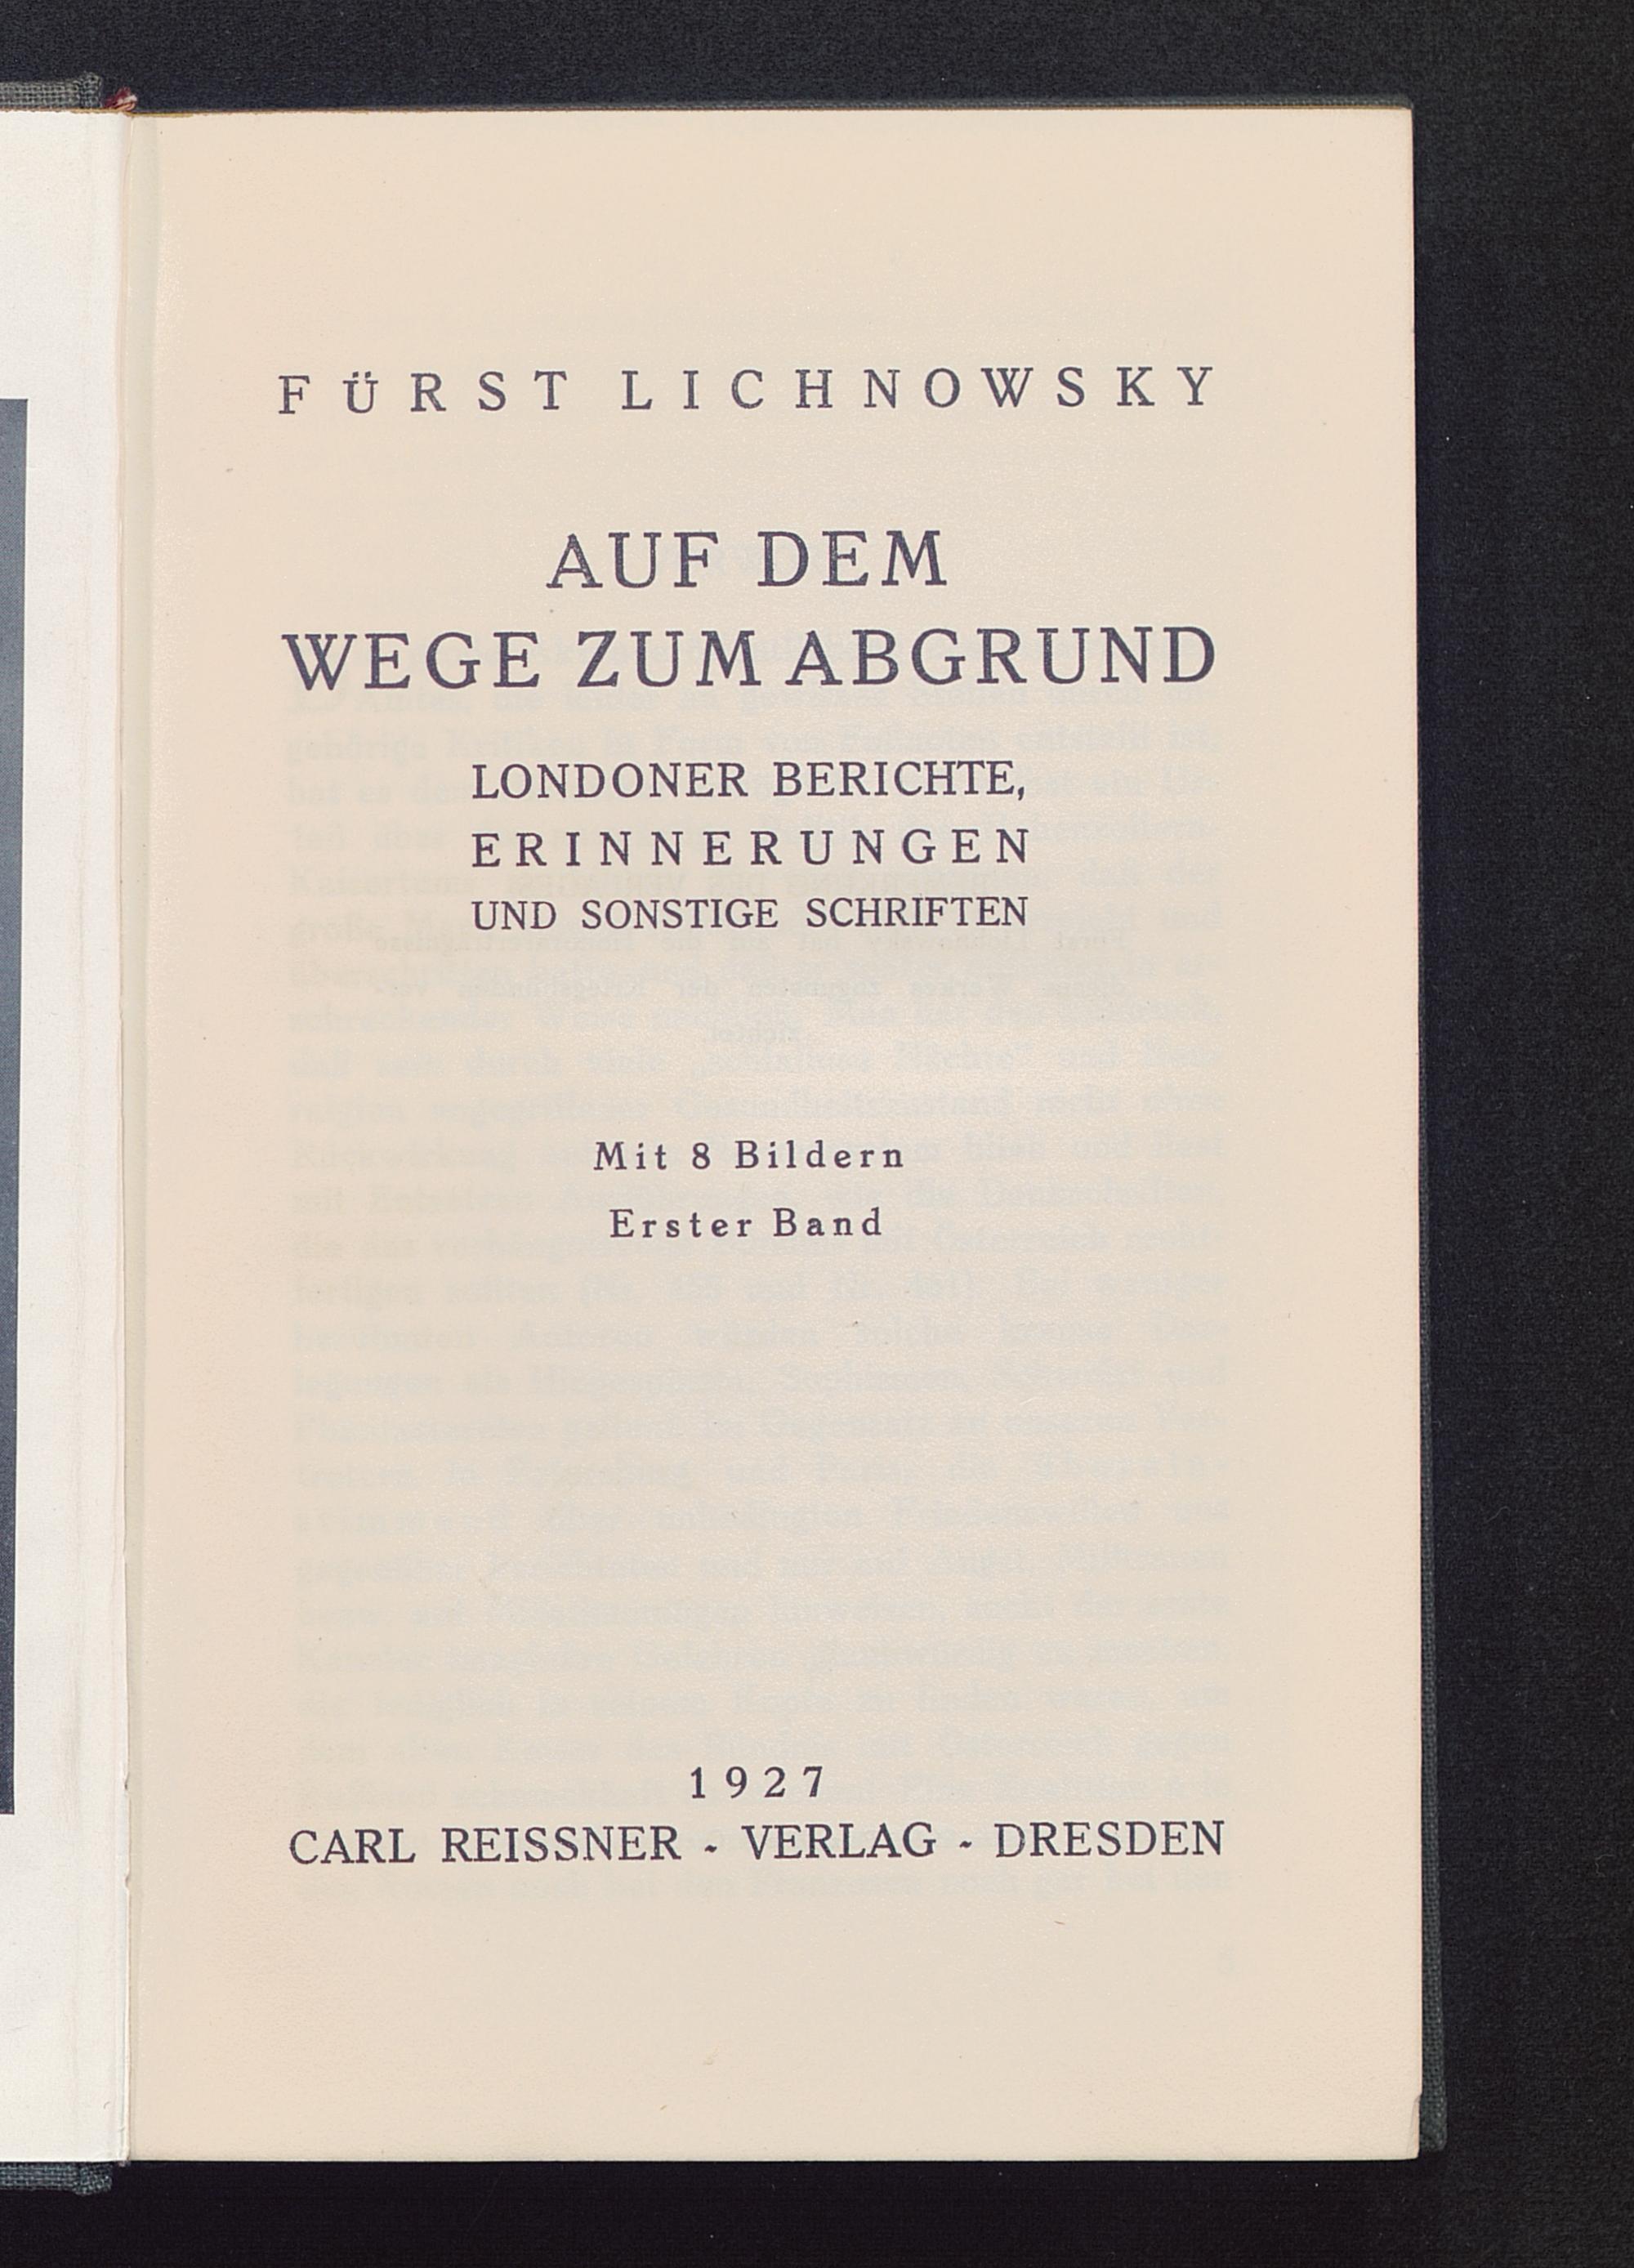 FÜRST LICHNOWSKY
AUF DEM
WEGE ZUM ABGRUND
LONDONER BERICHTE,
ERINNERUNGEN
UND SONSTIGE SCHRIFTEN
Mit 8 Bildern
Erster Band
1927
CARL REISSNER - VERLAG - DRESDEN